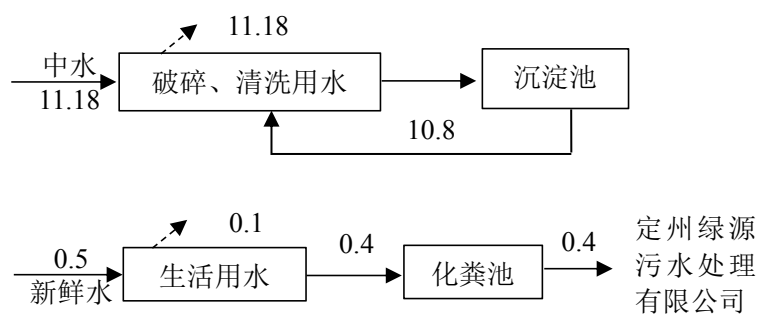 11.18
中水
11.18
破碎、清洗用水
沉淀池
10.8
0.5
新鲜水
0.1
生活用水
0.4
化粪池
0.4
定州绿源
污水处理
有限公司